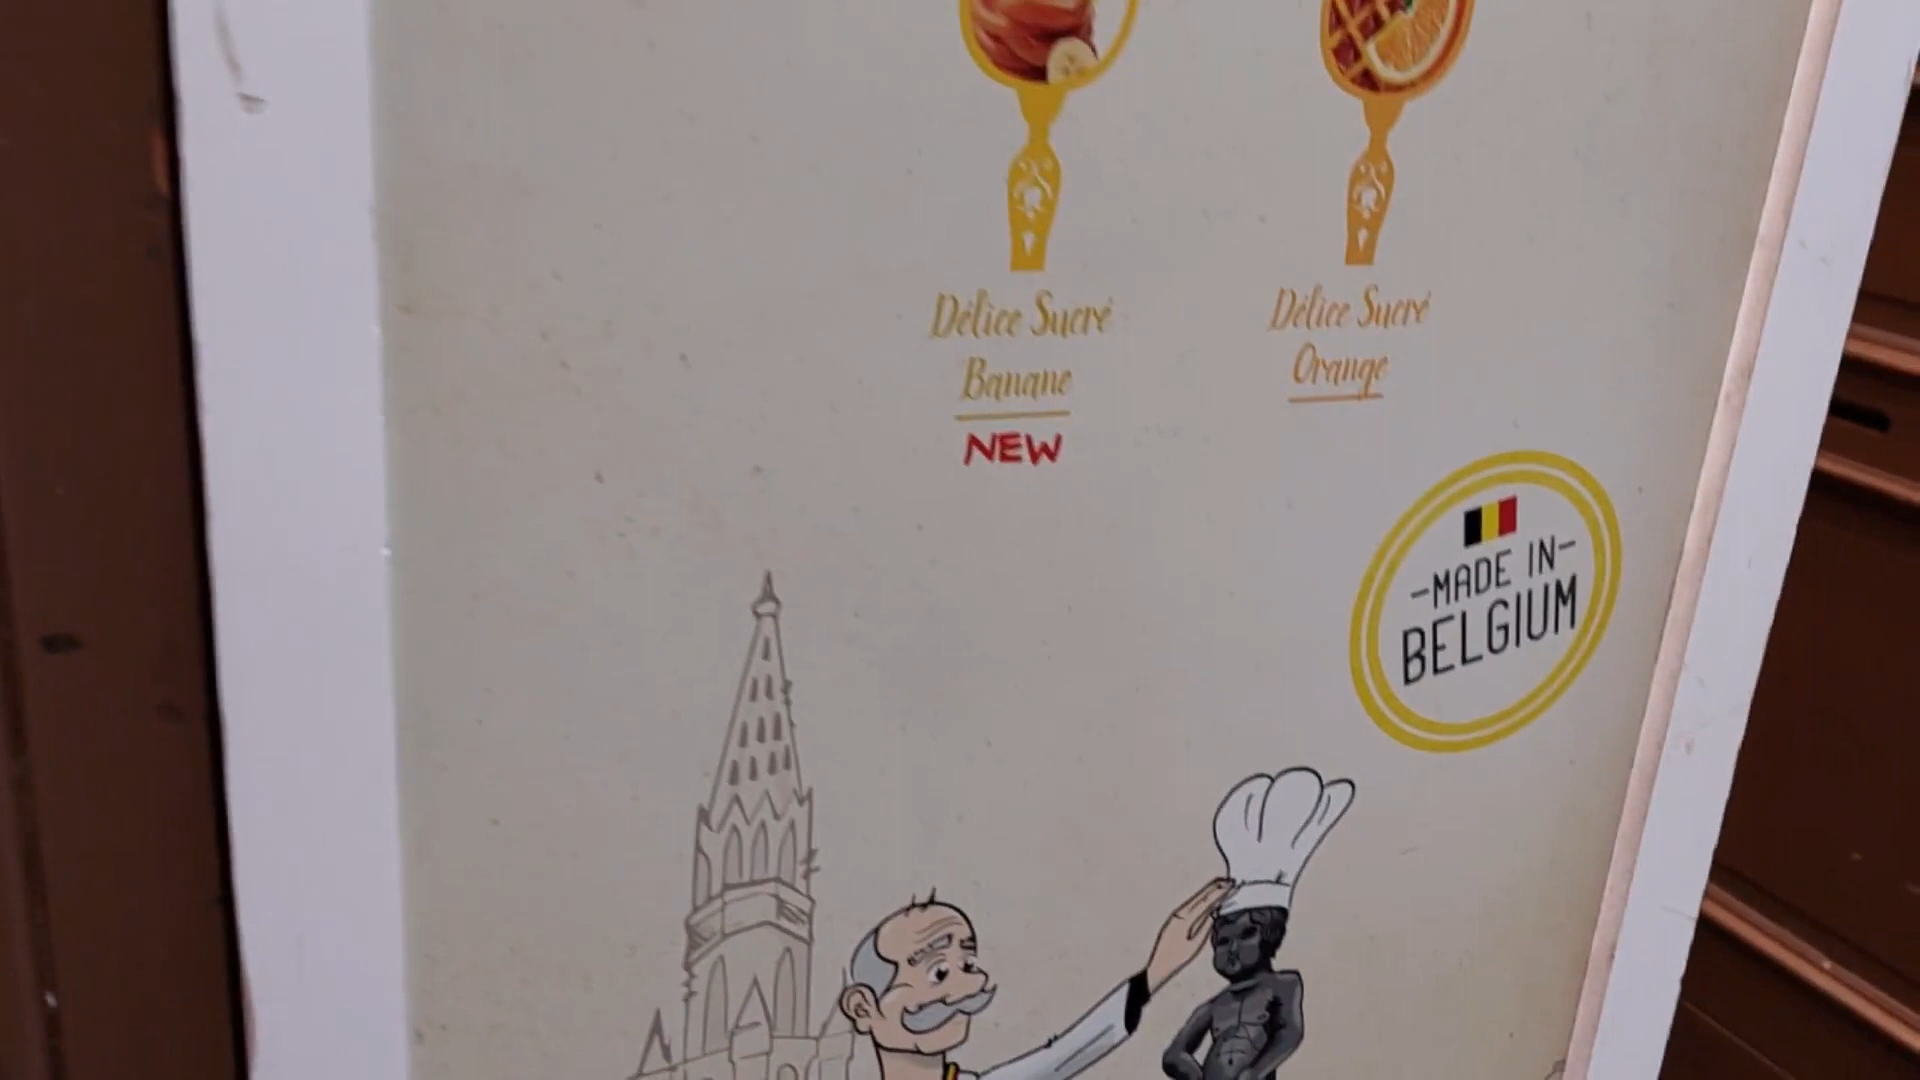 Délice Sucré
Banane
NEW
Délice Sucré
Orange
-MADE IN-
BELGIUM